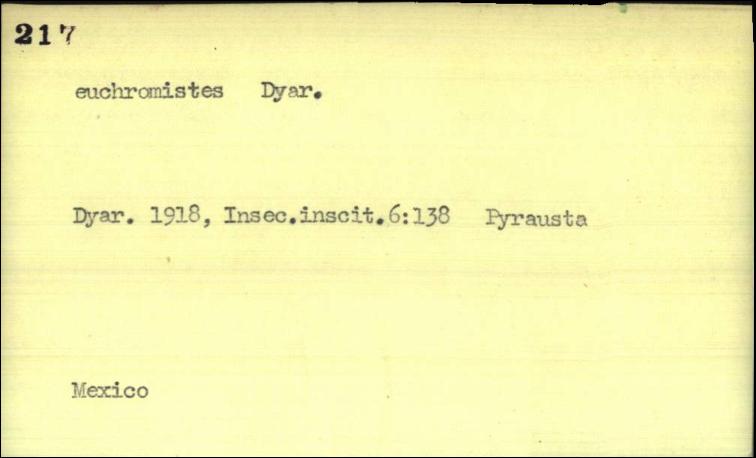 217
euchromistes Dyar.
Dyar. 1918, Insec.inscit.6:138 Pyrausta
Mexico